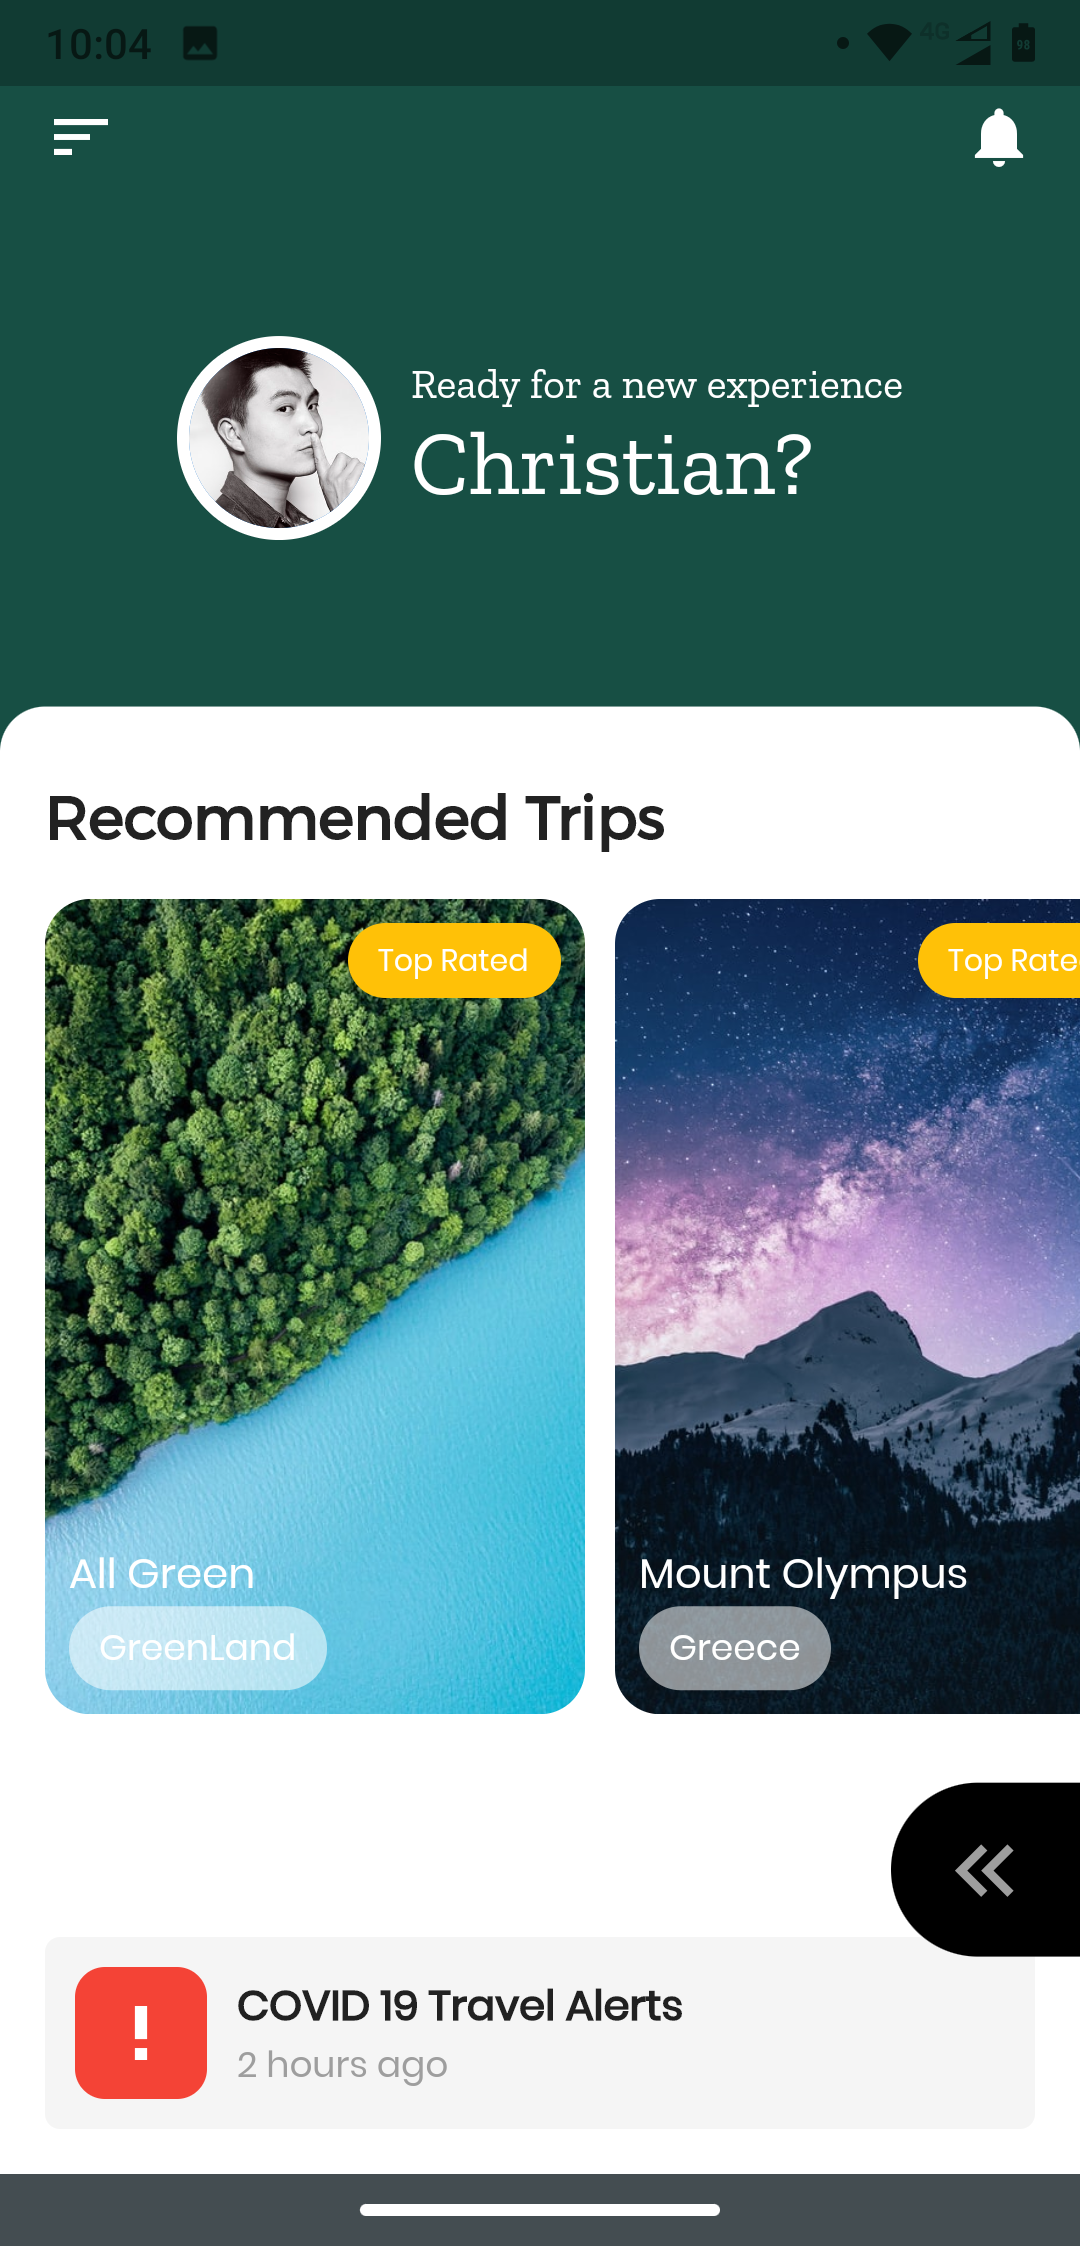 10:04
4G
98
Ready for a new experience
Christian?
Recommended Trips
Top Rated
Top Rate
All Green
GreenLand
Mount Olympus
Greece
COVID 19 Travel Alerts
2 hours ago